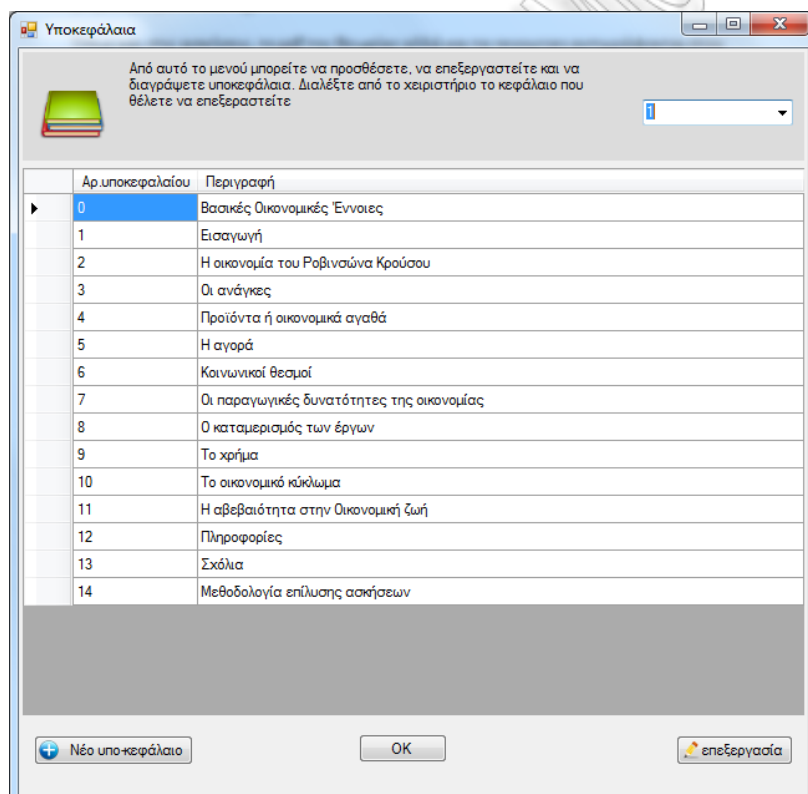 Υποκεφάλαια
Από αυτό το μενού μπορείτε να προσθέσετε, να επεξεργαστείτε και να
διαγράψετε υποκεφάλαια. Διαλέξτε από το χειριστήριο το κεφάλαιο που
θέλετε να επεξεραστείτε
1
Αρ.υποκεφαλαίου Περιγραφή
0 Βασικές Οικονομικές Έννοιες
1 Εισαγωγή
2 Η οικονομία του Ροβινσώνα Κρούσου
3 Οι ανάγκες
4 Προϊόντα ή οικονομικά αγαθά
5 Η αγορά
6 Κοινωνικοί θεσμοί
7 Οι παραγωγικές δυνατότητες της οικονομίας
8 Ο καταμερισμός των έργων
9 Το χρήμα
10 Το οικονομικό κύκλωμα
11 Η αβεβαιότητα στην Οικονομική ζωή
12 Πληροφορίες
13 Σχόλια
14 Μεθοδολογία επίλυσης ασκήσεων
Νέο υπο-κεφάλαιο OK επεξεργασία